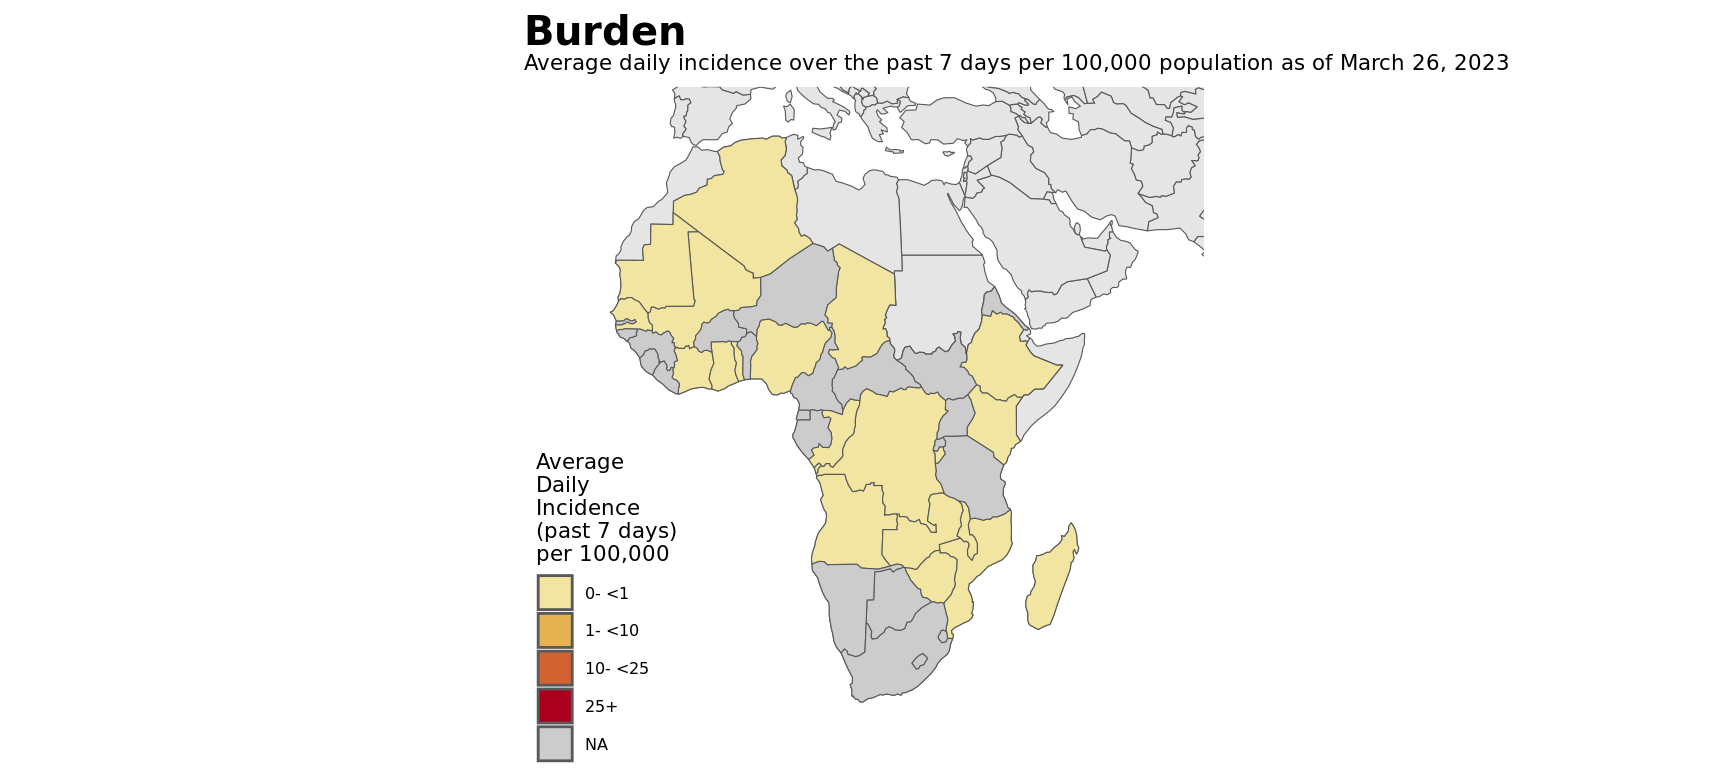 Burden
Average daily incidence over the past 7 days per 100,000 population as of March 26, 2023
Average
Daily
Incidence
(past 7 days)
per 100,000
0- <1
1- <10
10- <25
25+
NA